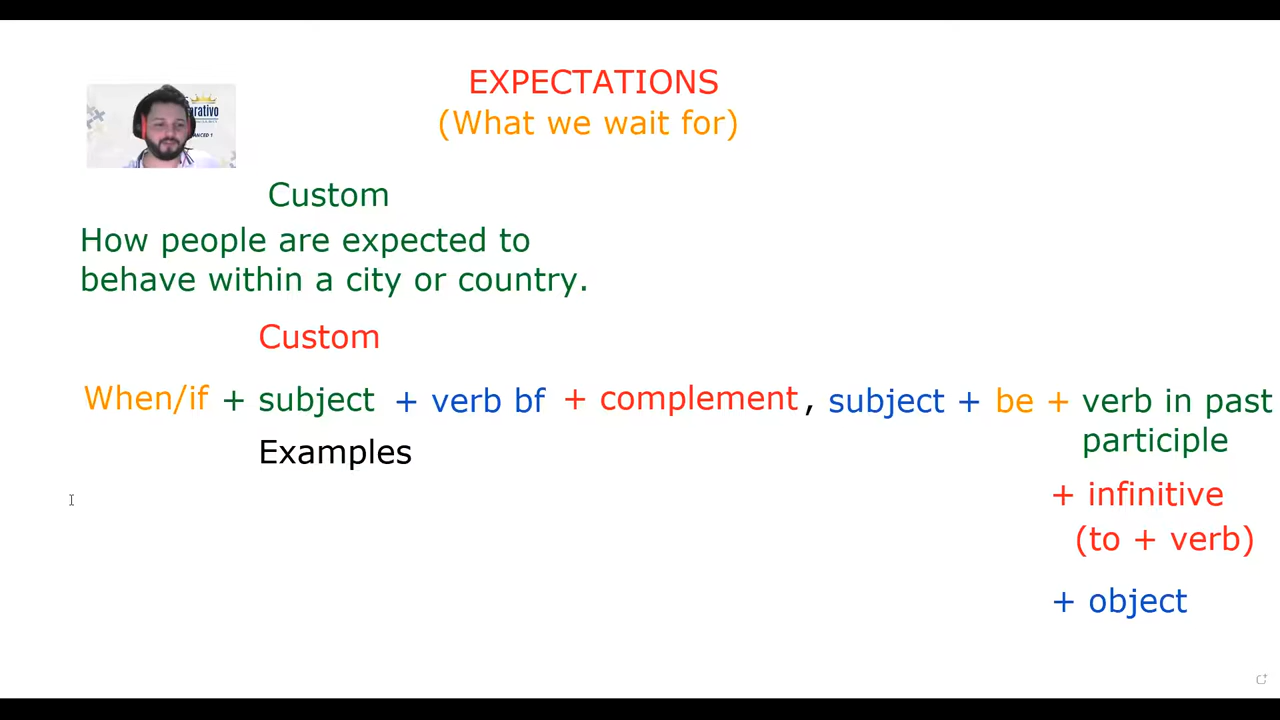 EXPECTATIONS
(What we wait for)
Custom
How people are expected to
behave within a city or country.
Custom
When/if + subject + verb bf + complement , subject + be + verb in past
participle
Examples
+ infinitive
(to + verb)
+ object